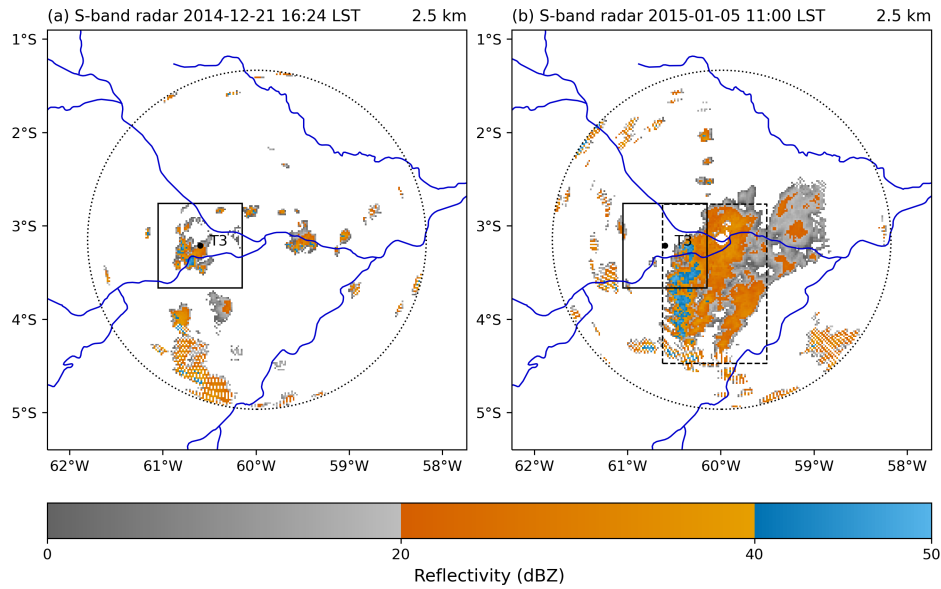 (a) S-band radar 2014-12-21 16:24 LST 2.5 km
(b) S-band radar 2015-01-05 11:00 LST 2.5 km
1°S
2°S
3°S
4°S
5°S
T3
62°W 61°W 60°W 59°W 58°W
1°S
2°S
3°S
4°S
5°S
T3
62°W 61°W 60°W 59°W 58°W
0 20 40 50
Reflectivity (dBZ)